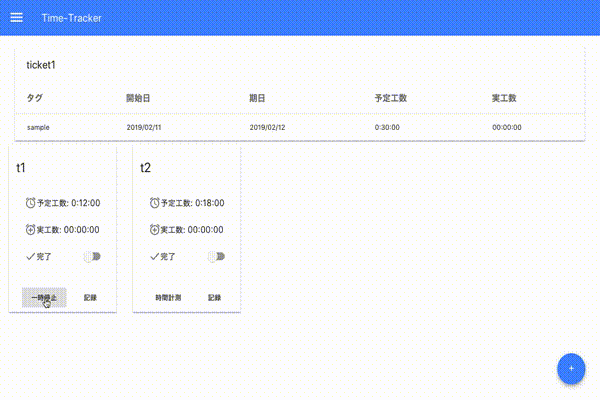 Time-Tracker
ticket1
タグ 開始日 期日 予定工数 実工数
sample 2019/02/11 2019/02/12 0:30:00 00:00:00
t1
予定工数: 0:12:00
実工数: 00:00:00
完了
一時停止 記録
t2
予定工数: 0:18:00
実工数: 00:00:00
完了
時間計測 記録
+